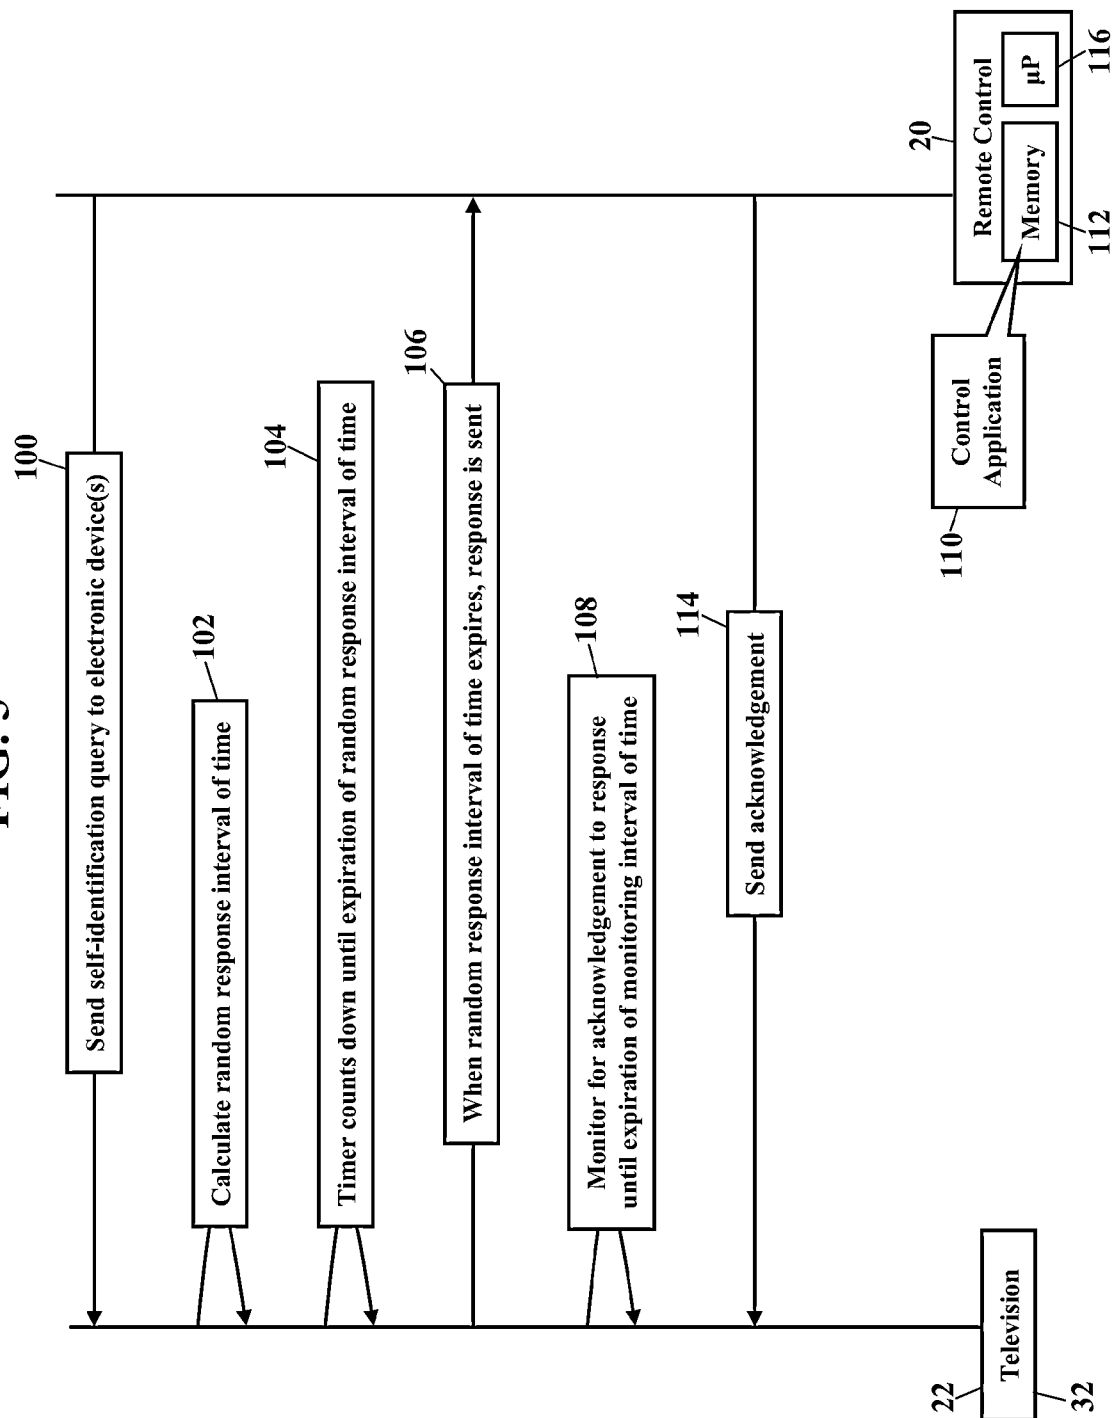 100
Send self-identification query to electronic device(s)
102
Calculate random response interval of time
104
Timer counts down until expiration of random response interval of time
106
When random response interval of time expires, response is sent
108
Monitor for acknowledgement to response
until expiration of monitoring interval of time
114
Send acknowledgement
22
Television
32
110
Control
Application
20
Remote Control
Memory
µP
112
116